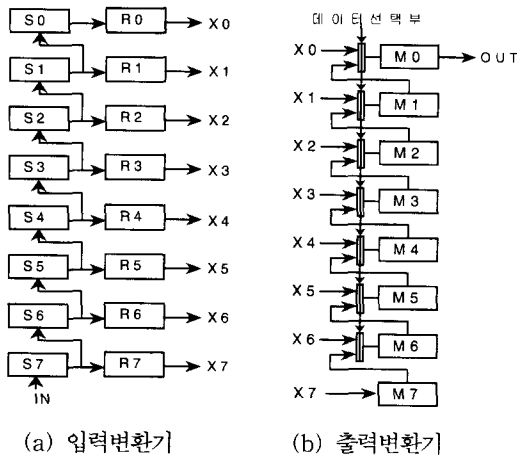 S0 R0 X0
S1 R1 X1
S2 R2 X2
S3 R3 X3
S4 R4 X4
S5 R5 X5
S6 R6 X6
S7 R7 X7
IN
(a) 입력변환기
데이터선택부
X0 M0 OUT
X1 M1
X2 M2
X3 M3
X4 M4
X5 M5
X6 M6
X7 M7
(b) 출력변환기